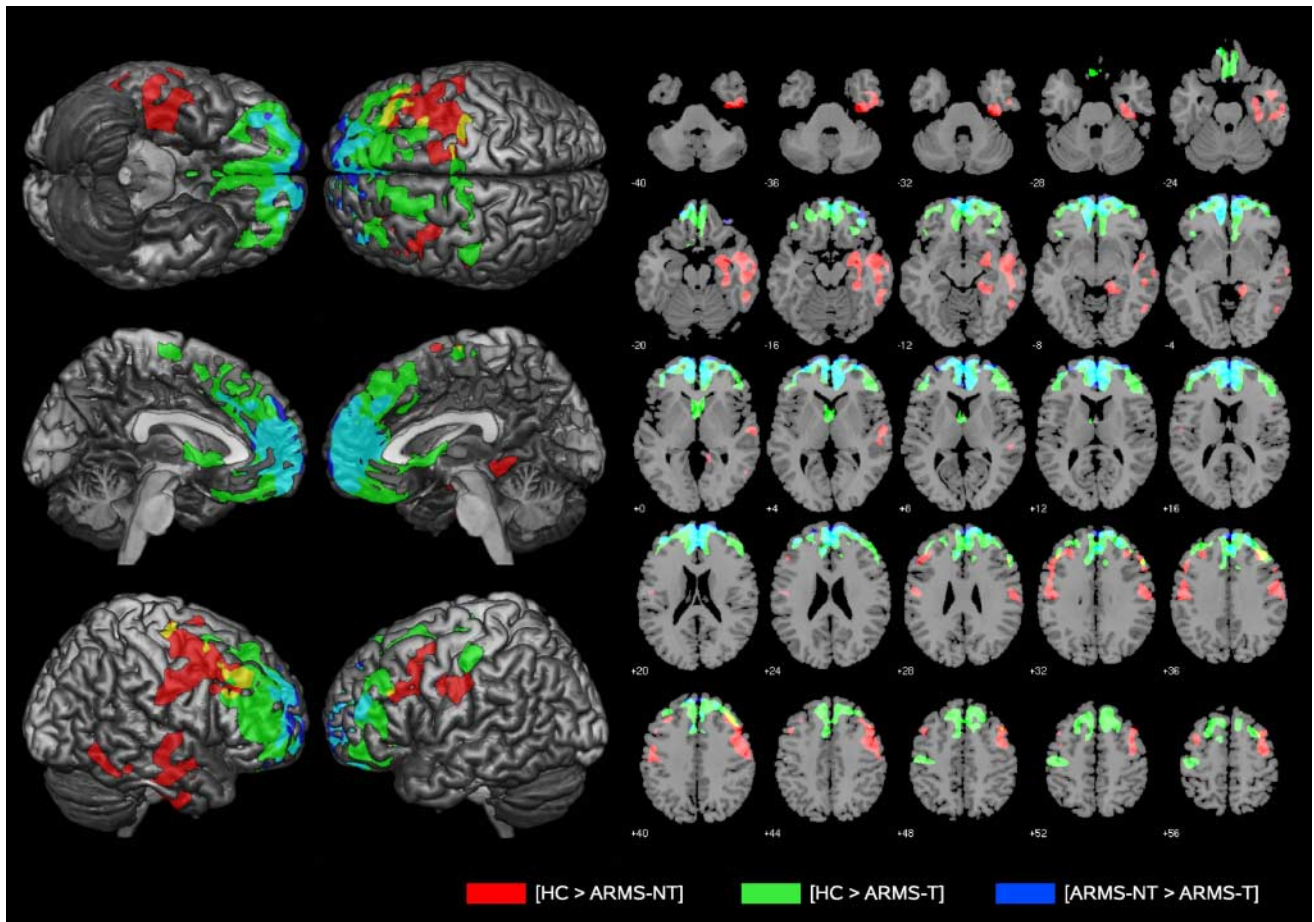 -40 -36 -32 -28 -24
-20 -16 -12 -8 -4
+0 +4 +8 +12 +16
+20 +24 +28 +32 +36
+40 +44 +48 +52 +56
[HC > ARMS-NT] [HC > ARMS-T] [ARMS-NT > ARMS-T]